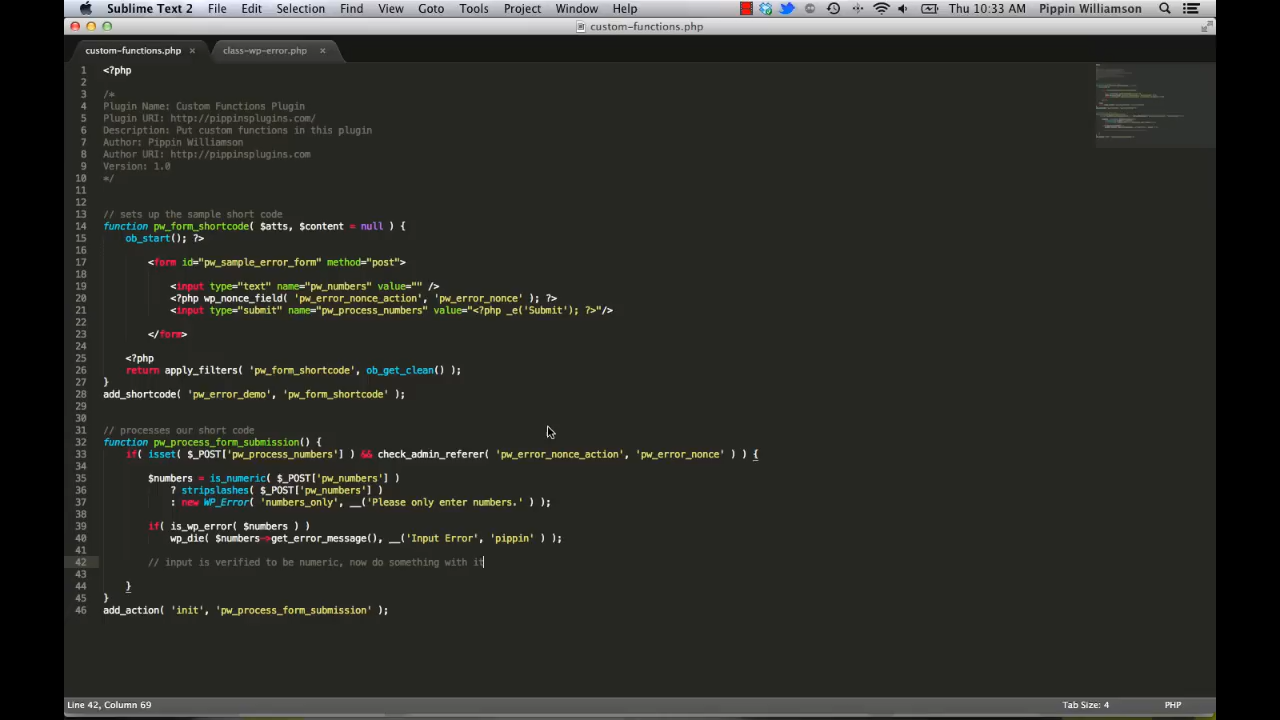 Sublime Text 2 File Edit Selection Find View Goto Tools Project Window Help Thu 10:33 AM Pippin Williamson
custom-functions.php
custom-functions.php × class-wp-error.php ×
1 <?php
2
3 /*
4 Plugin Name: Custom Functions Plugin
5 Plugin URI: http://pippinsplugins.com/
6 Description: Put custom functions in this plugin
7 Author: Pippin Williamson
8 Author URI: http://pippinsplugins.com
9 Version: 1.0
10 */
11
12
13 // sets up the sample short code
14 function pw_form_shortcode( $atts, $content = null ) {
15 ob_start(); ?>
16
17 <form id="pw_sample_error_form" method="post">
18
19 <input type="text" name="pw_numbers" value="" />
20 <?php wp_nonce_field( 'pw_error_nonce_action', 'pw_error_nonce' ); ?>
21 <input type="submit" name="pw_process_numbers" value="<?php _e('Submit'); ?>"/>
22
23 </form>
24
25 <?php
26 return apply_filters( 'pw_form_shortcode', ob_get_clean() );
27 }
28 add_shortcode( 'pw_error_demo', 'pw_form_shortcode' );
29
30
31 // processes our short code
32 function pw_process_form_submission() {
33 if( isset( $_POST['pw_process_numbers'] ) && check_admin_referer( 'pw_error_nonce_action', 'pw_error_nonce' ) ) {
34
35 $numbers = is_numeric( $_POST['pw_numbers'] )
36 ? stripslashes( $_POST['pw_numbers'] )
37 : new WP_Error( 'numbers_only', __('Please only enter numbers.' ) );
38
39 if( is_wp_error( $numbers ) )
40 wp_die( $numbers->get_error_message(), __('Input Error', 'pippin' ) );
41
42 // input is verified to be numeric, now do something with it
43
44 }
45 }
46 add_action( 'init', 'pw_process_form_submission' );
Line 42, Column 69 Tab Size: 4 PHP